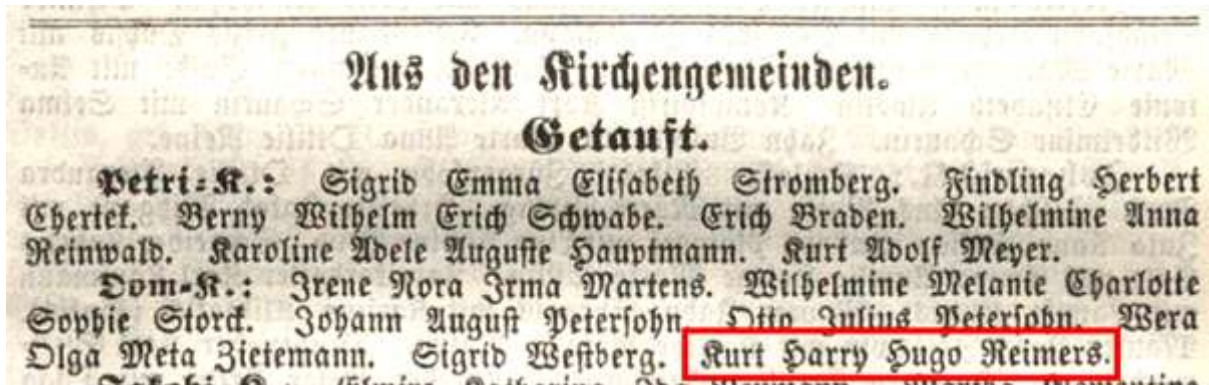 Aus den Kirchengemeinden.
Getauft.
Petri-K.: Sigrid Emma Elisabeth Stromberg. Findling Herbert
Chertek. Berny Wilhelm Erich Schwabe. Erich Braden. Wilhelmine Anna
Reinwald. Karoline Adele Auguste Hauptmann. Kurt Adolf Meyer.
Dom-K.: Irene Nora Irma Martens. Wilhelmine Melanie Charlotte
Sophie Storck. Johann August Petersohn. Otto Julius Petersohn. Wera
Olga Meta Zietemann. Sigrid Westberg. Kurt Harry Hugo Reimers.